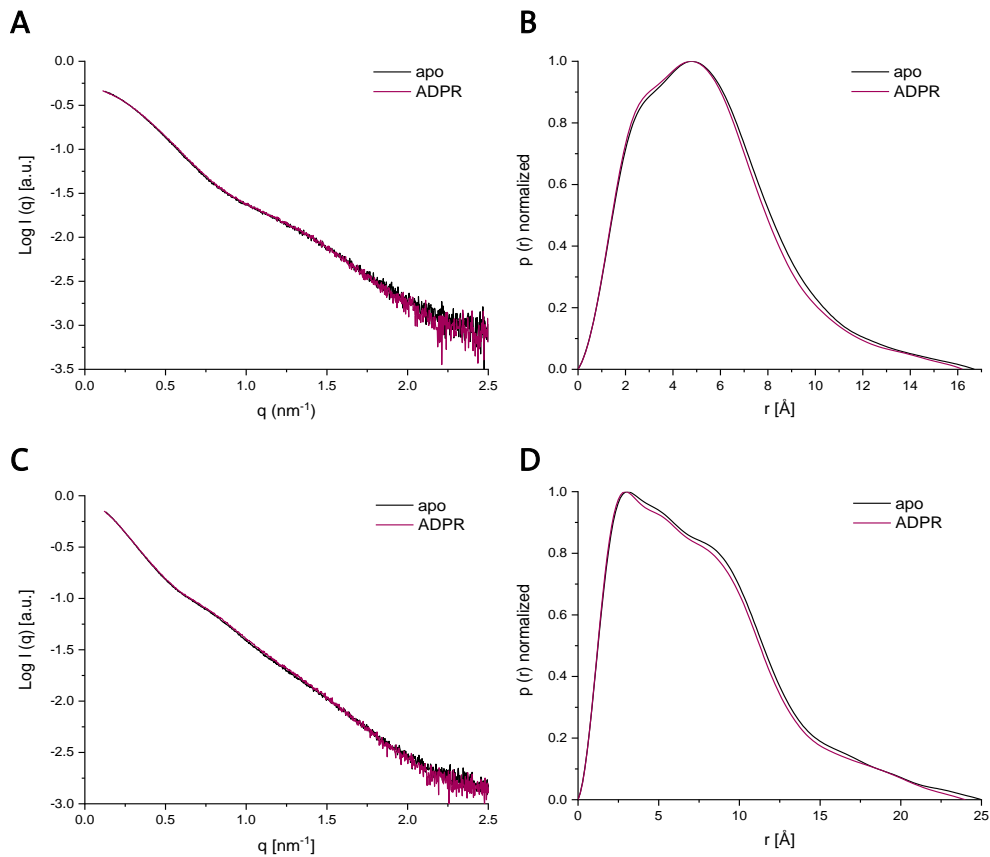 A
0.0
-0.5
-1.0
-1.5
-2.0
-2.5
-3.0
-3.5
Log I (q) [a.u.]
0.0 0.5 1.0 1.5 2.0 2.5
q (nm-1)
apo
ADPR
B
1.0
0.8
0.6
0.4
0.2
0.0
p (r) normalized
0 2 4 6 8 10 12 14 16
r [Å]
apo
ADPR
C
0.0
-0.5
-1.0
-1.5
-2.0
-2.5
-3.0
Log I (q) [a.u.]
0.0 0.5 1.0 1.5 2.0 2.5
q [nm-1]
apo
ADPR
D
1.0
0.8
0.6
0.4
0.2
0.0
p (r) normalized
0 5 10 15 20 25
r [Å]
apo
ADPR